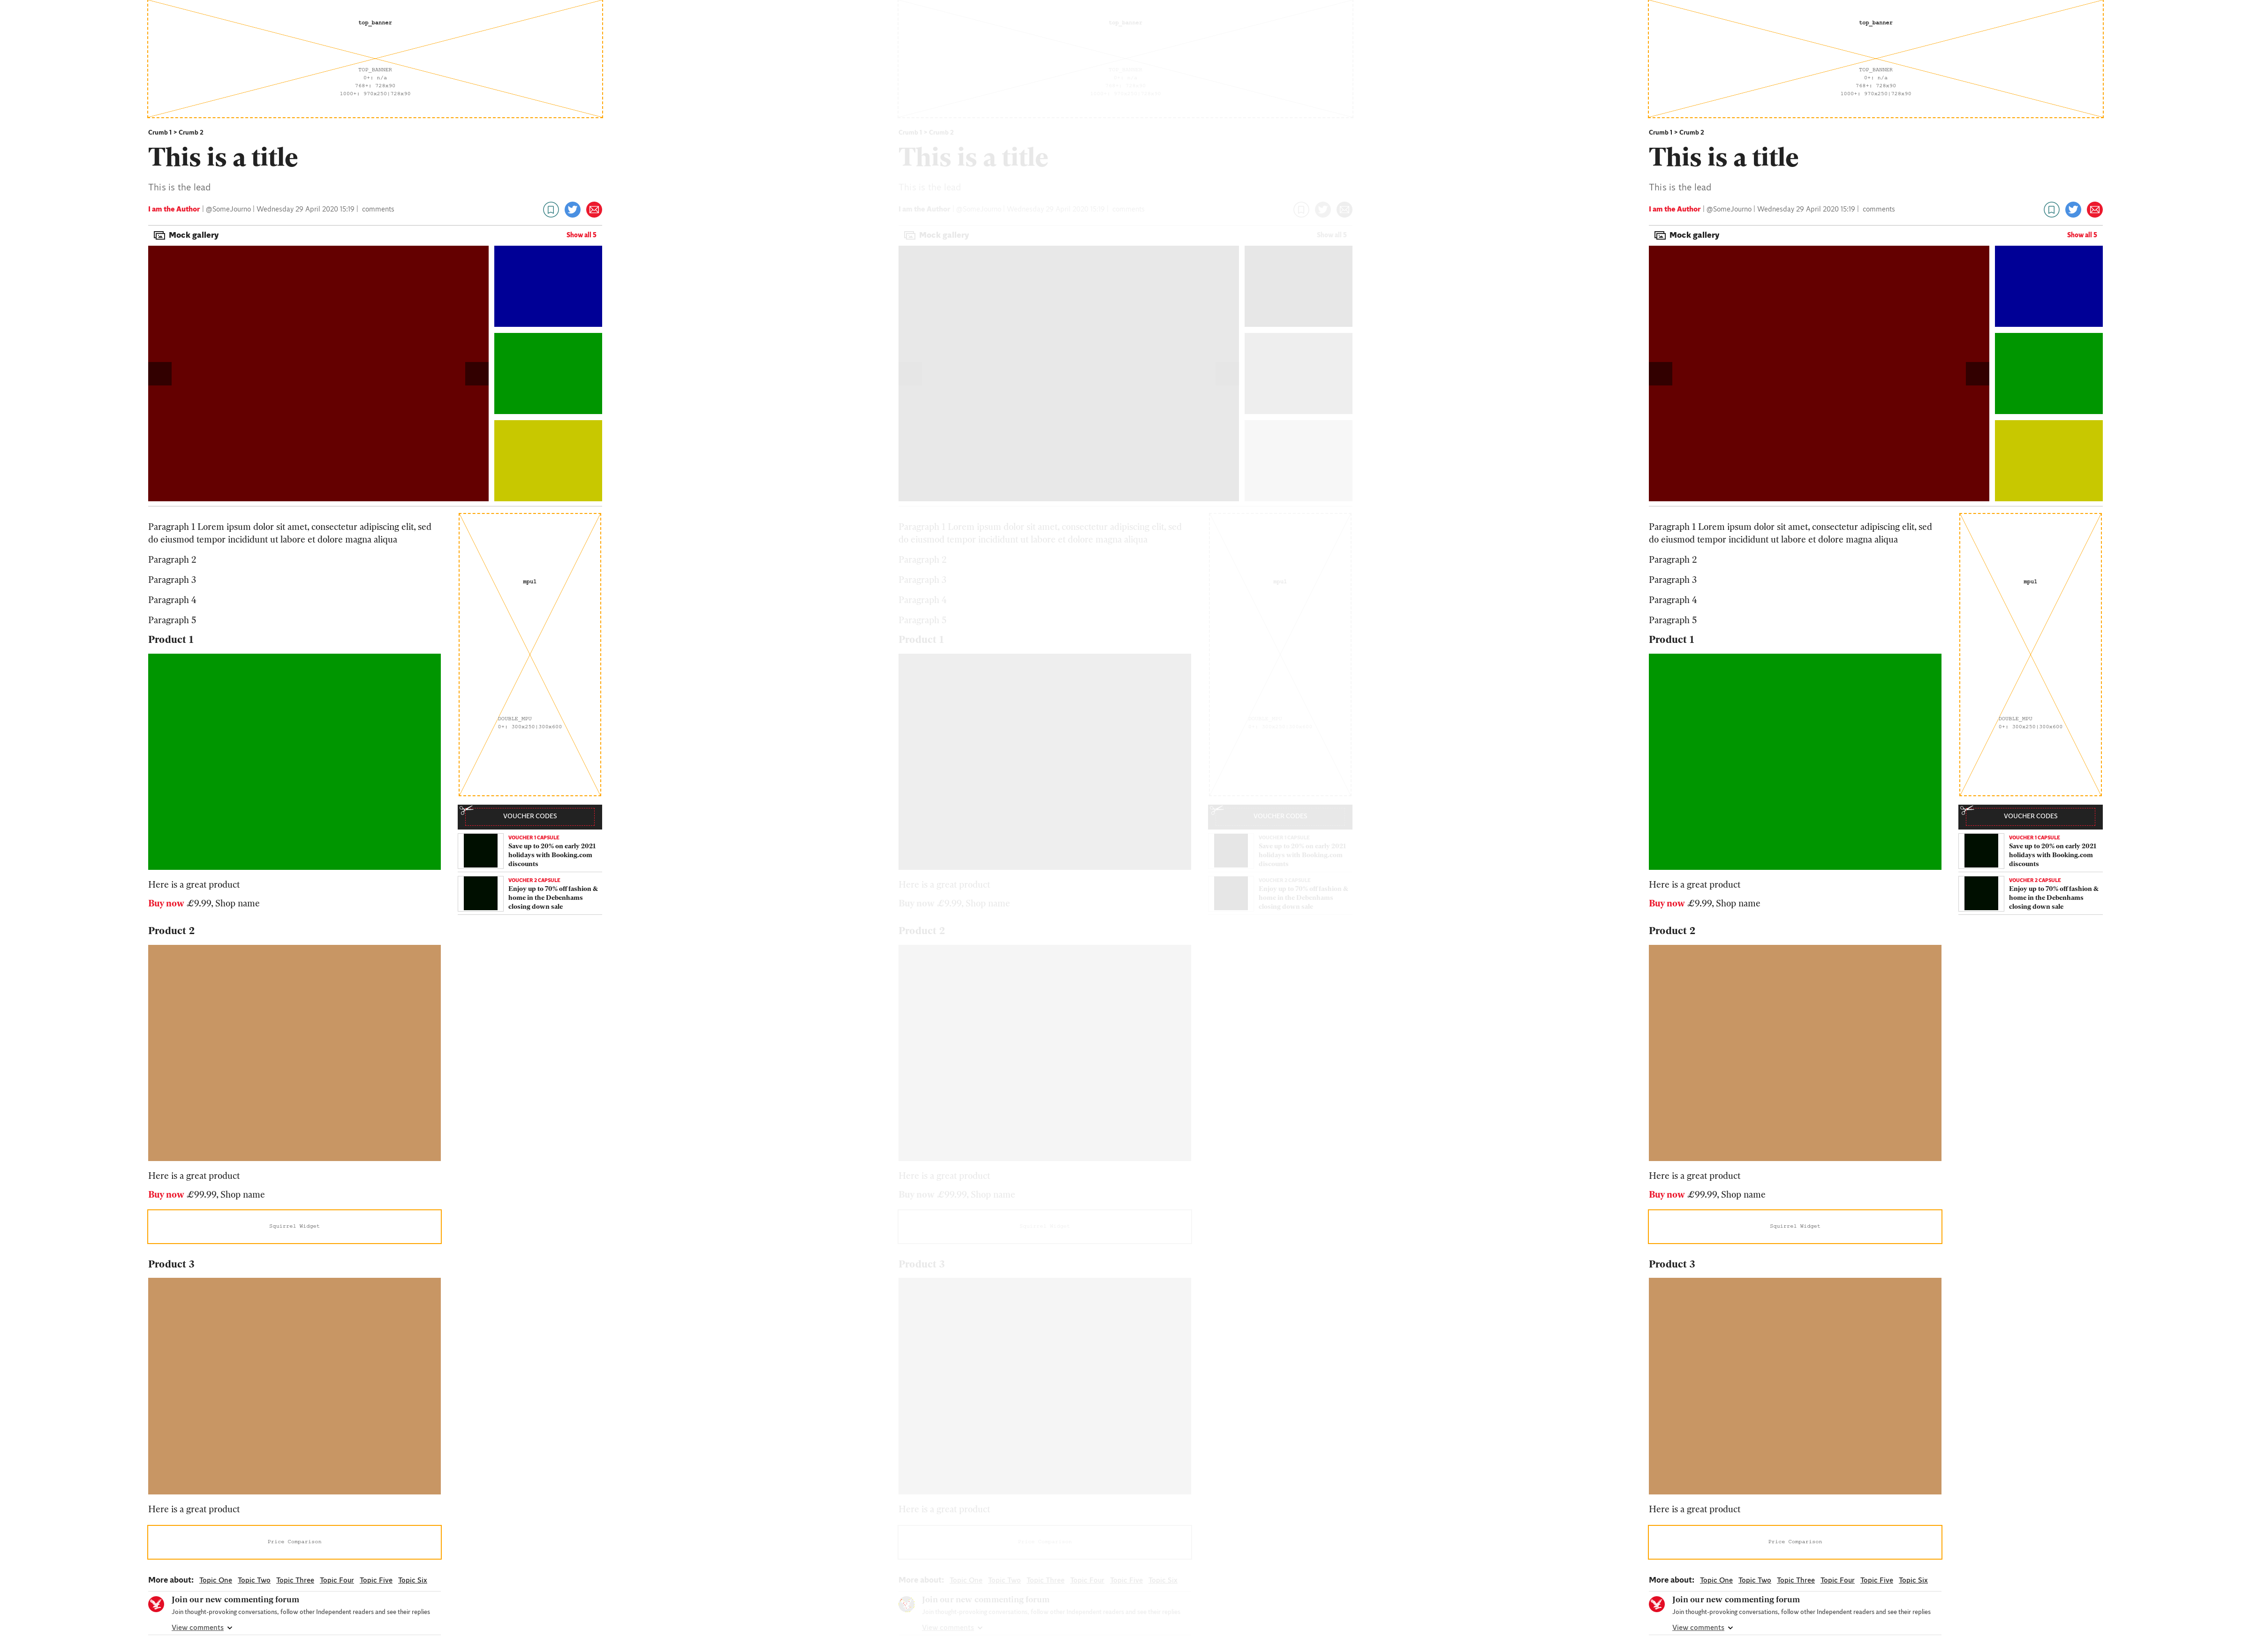 top_banner
TOP_BANNER
0+: n/a
768+: 728x90
1000+: 970x250|728x90
Crumb 1 > Crumb 2
This is a title
This is the lead
I am the Author | @SomeJourno | Wednesday 29 April 2020 15:19 | comments
Mock gallery
Show all 5
Paragraph 1 Lorem ipsum dolor sit amet, consectetur adipiscing elit, sed
do eiusmod tempor incididunt ut labore et dolore magna aliqua
Paragraph 2
Paragraph 3
Paragraph 4
Paragraph 5
Product 1
Here is a great product
Buy now £9.99, Shop name
Product 2
Here is a great product
Buy now £99.99, Shop name
Squirrel Widget
Product 3
Here is a great product
Price Comparison
More about: Topic One Topic Two Topic Three Topic Four Topic Five Topic Six
Join our new commenting forum
Join thought-provoking conversations, follow other Independent readers and see their replies
View comments
mpu1
DOUBLE_MPU
0+: 300x250|300x600
VOUCHER CODES
VOUCHER 1 CAPSULE
Save up to 20% on early 2021
holidays with Booking.com
discounts
VOUCHER 2 CAPSULE
Enjoy up to 70% off fashion &
home in the Debenhams
closing down sale
top_banner
Crumb 1 > Crumb 2
This is a title
This is the lead
I am the Author | @SomeJourno | Wednesday 29 April 2020 15:19 | comments
Mock gallery
Show all 5
Paragraph 1 Lorem ipsum dolor sit amet, consectetur adipiscing elit, sed
do eiusmod tempor incididunt ut labore et dolore magna aliqua
Paragraph 2
Paragraph 3
Paragraph 4
Paragraph 5
Product 1
Here is a great product
Buy now £9.99, Shop name
Product 2
Here is a great product
Buy now £99.99, Shop name
Product 3
Here is a great product
More about: Topic One Topic Two Topic Three Topic Four Topic Five Topic Six
Join our new commenting forum
Join thought-provoking conversations, follow other Independent readers and see their replies
View comments
mpu1
VOUCHER CODES
VOUCHER 1 CAPSULE
Save up to 20% on early 2021
holidays with Booking.com
discounts
VOUCHER 2 CAPSULE
Enjoy up to 70% off fashion &
home in the Debenhams
closing down sale
top_banner
TOP_BANNER
0+: n/a
768+: 728x90
1000+: 970x250|728x90
Crumb 1 > Crumb 2
This is a title
This is the lead
I am the Author | @SomeJourno | Wednesday 29 April 2020 15:19 | comments
Mock gallery
Show all 5
Paragraph 1 Lorem ipsum dolor sit amet, consectetur adipiscing elit, sed
do eiusmod tempor incididunt ut labore et dolore magna aliqua
Paragraph 2
Paragraph 3
Paragraph 4
Paragraph 5
Product 1
Here is a great product
Buy now £9.99, Shop name
Product 2
Here is a great product
Buy now £99.99, Shop name
Squirrel Widget
Product 3
Here is a great product
Price Comparison
More about: Topic One Topic Two Topic Three Topic Four Topic Five Topic Six
Join our new commenting forum
Join thought-provoking conversations, follow other Independent readers and see their replies
View comments
mpu1
DOUBLE_MPU
0+: 300x250|300x600
VOUCHER CODES
VOUCHER 1 CAPSULE
Save up to 20% on early 2021
holidays with Booking.com
discounts
VOUCHER 2 CAPSULE
Enjoy up to 70% off fashion &
home in the Debenhams
closing down sale